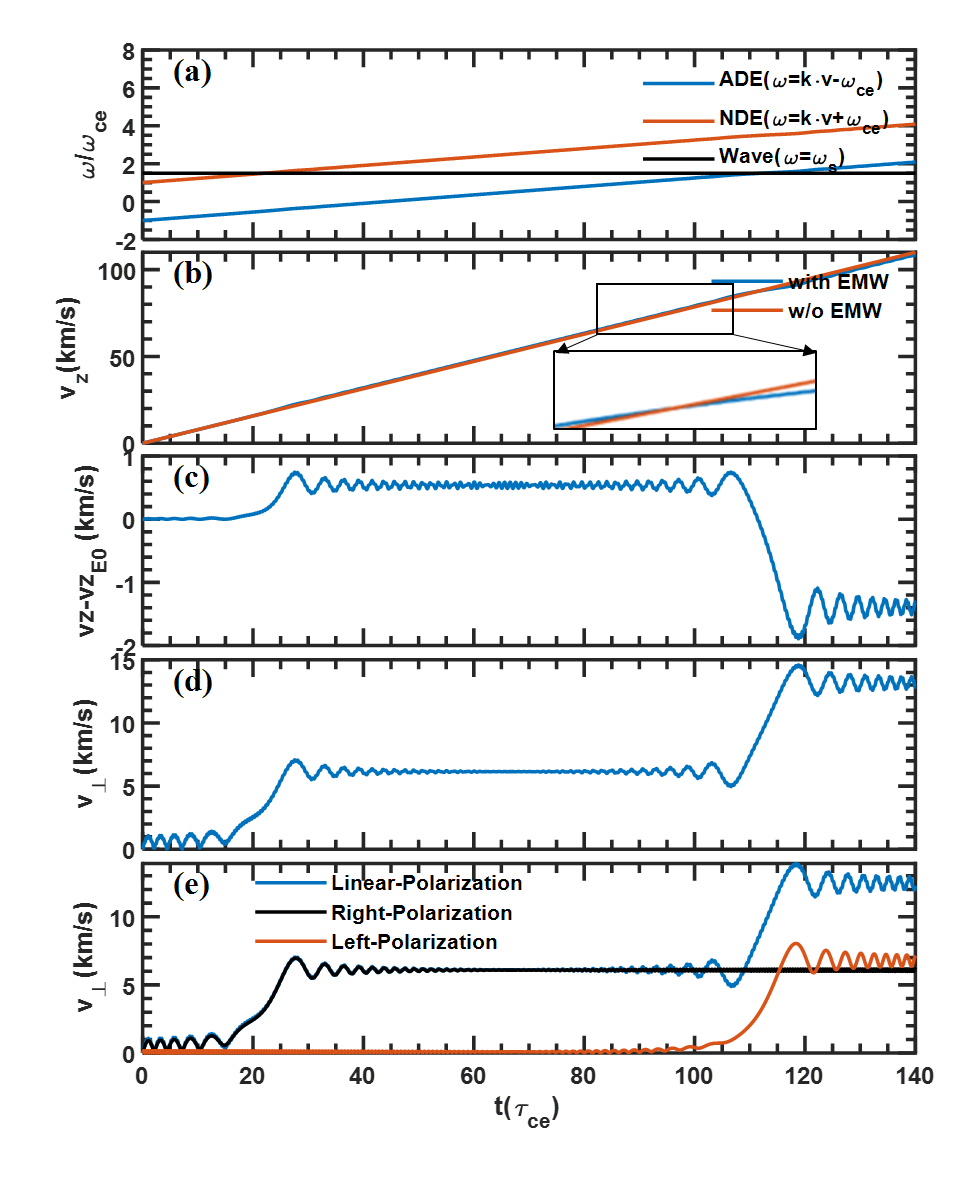 (a)
8
6
4
2
0
-2
ω/ω_ce
ADE(ω=k·v-ω_ce)
NDE(ω=k·v+ω_ce)
Wave(ω=ω_s)
(b)
100
50
0
v_z(km/s)
with EMW
w/o EMW
(c)
1
0
-1
-2
vz-vz_E0 (km/s)
(d)
15
10
5
0
v_⊥(km/s)
(e)
10
5
0
v_⊥(km/s)
Linear-Polarization
Right-Polarization
Left-Polarization
0 20 40 60 80 100 120 140
t(τ_ce)